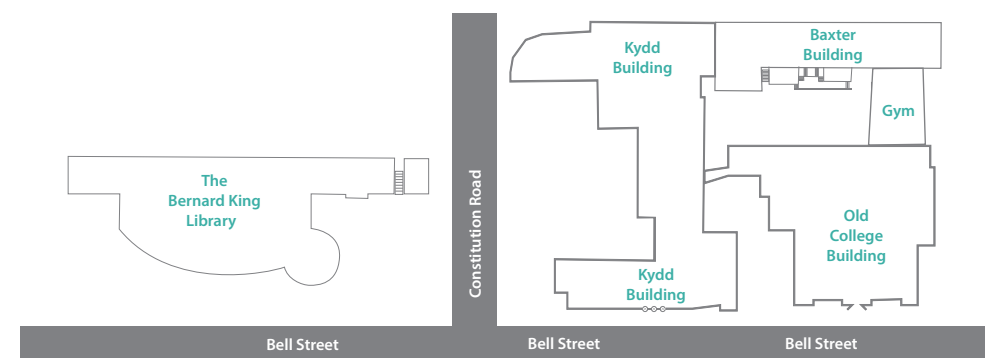 Kydd
Building
Baxter
Building
Gym
The
Bernard King
Library
Constitution Road
Old
College
Building
Kydd
Building
Bell Street
Bell Street
Bell Street